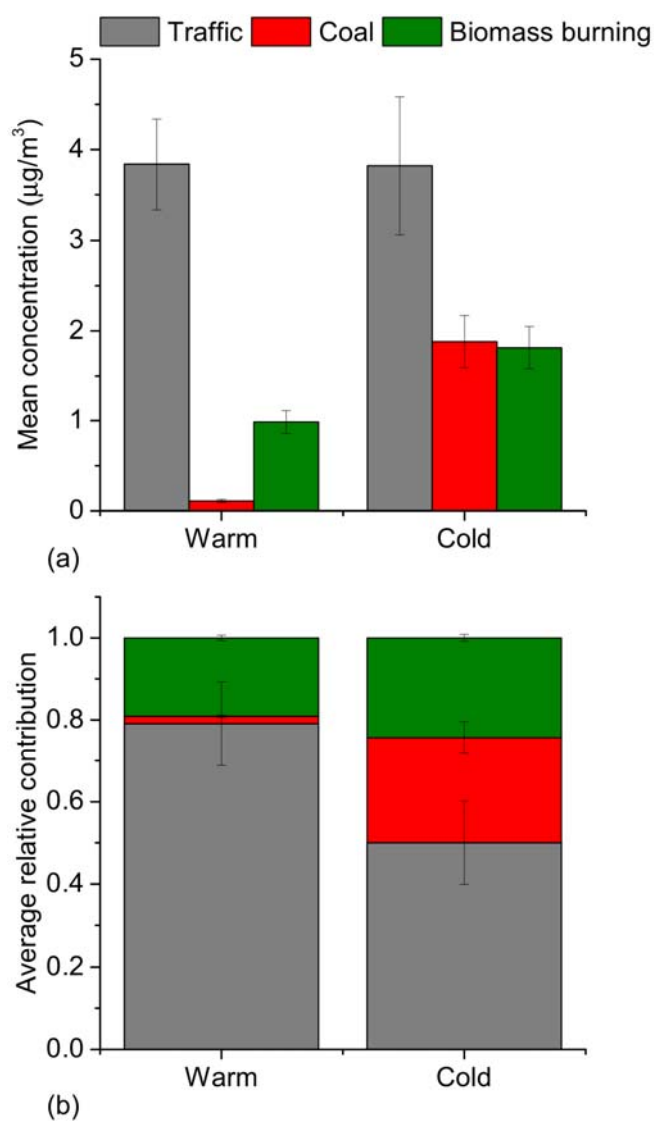 Traffic Coal Biomass burning
5
4
3
2
1
0
Mean concentration (μg/m³)
Warm Cold
(a)
1.0
0.8
0.6
0.4
0.2
0.0
Average relative contribution
Warm Cold
(b)